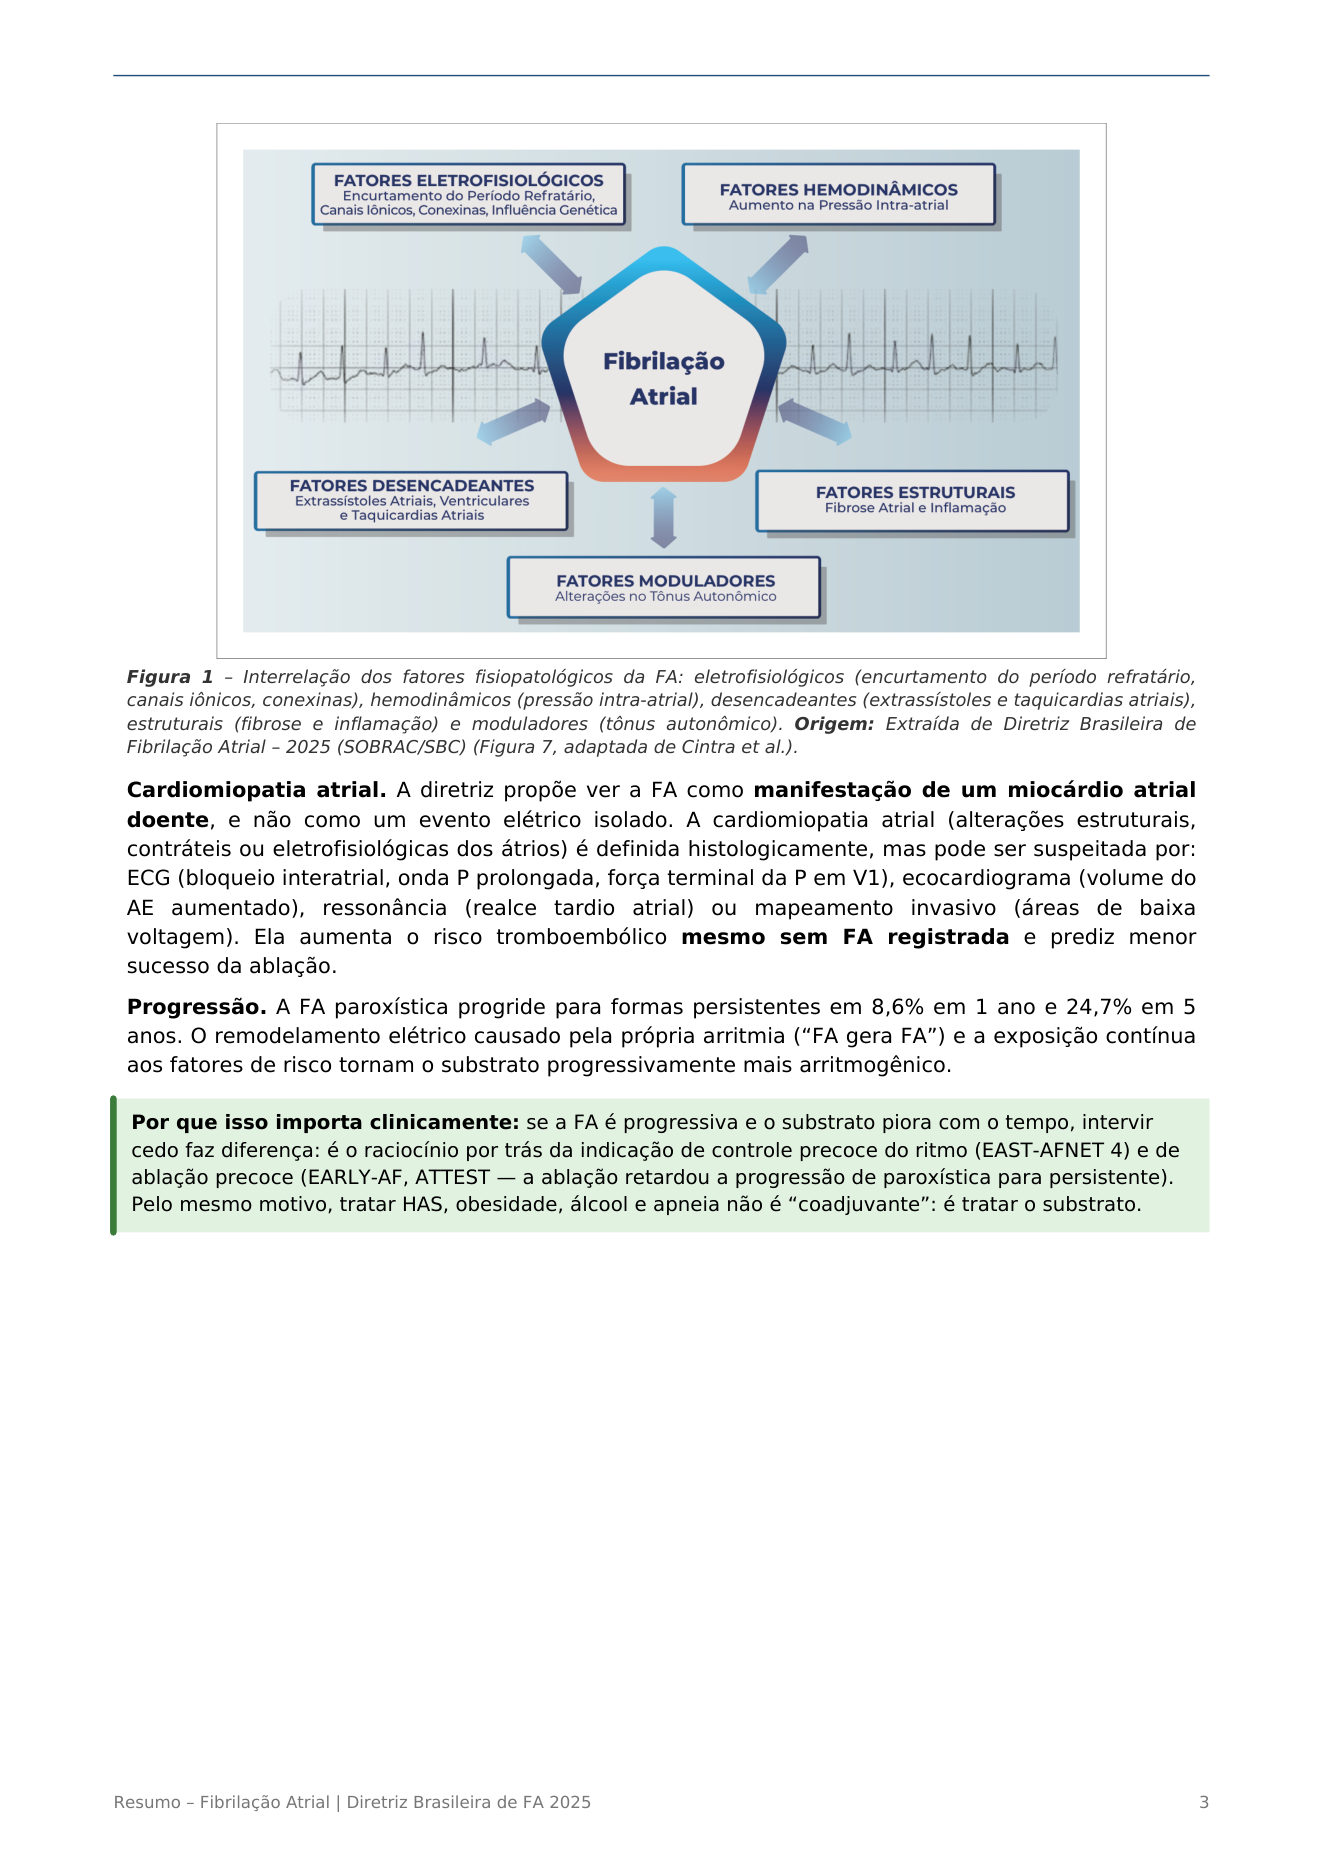 FATORES ELETROFISIOLÓGICOS
Encurtamento do Período Refratário,
Canais Iônicos, Conexinas, Influência Genética
FATORES HEMODINÂMICOS
Aumento na Pressão Intra-atrial
Fibrilação
Atrial
FATORES DESENCADEANTES
Extrassístoles Atriais, Ventriculares
e Taquicardias Atriais
FATORES ESTRUTURAIS
Fibrose Atrial e Inflamação
FATORES MODULADORES
Alterações no Tônus Autonômico
Figura 1 – Interrelação dos fatores fisiopatológicos da FA: eletrofisiológicos (encurtamento do período refratário,
canais iônicos, conexinas), hemodinâmicos (pressão intra-atrial), desencadeantes (extrassístoles e taquicardias atriais),
estruturais (fibrose e inflamação) e moduladores (tônus autonômico). Origem: Extraída de Diretriz Brasileira de
Fibrilação Atrial – 2025 (SOBRAC/SBC) (Figura 7, adaptada de Cintra et al.).
Cardiomiopatia atrial. A diretriz propõe ver a FA como manifestação de um miocárdio atrial
doente, e não como um evento elétrico isolado. A cardiomiopatia atrial (alterações estruturais,
contráteis ou eletrofisiológicas dos átrios) é definida histologicamente, mas pode ser suspeitada por:
ECG (bloqueio interatrial, onda P prolongada, força terminal da P em V1), ecocardiograma (volume do
AE aumentado), ressonância (realce tardio atrial) ou mapeamento invasivo (áreas de baixa
voltagem). Ela aumenta o risco tromboembólico mesmo sem FA registrada e prediz menor
sucesso da ablação.
Progressão. A FA paroxística progride para formas persistentes em 8,6% em 1 ano e 24,7% em 5
anos. O remodelamento elétrico causado pela própria arritmia (“FA gera FA”) e a exposição contínua
aos fatores de risco tornam o substrato progressivamente mais arritmogênico.
Por que isso importa clinicamente: se a FA é progressiva e o substrato piora com o tempo, intervir
cedo faz diferença: é o raciocínio por trás da indicação de controle precoce do ritmo (EAST-AFNET 4) e de
ablação precoce (EARLY-AF, ATTEST — a ablação retardou a progressão de paroxística para persistente).
Pelo mesmo motivo, tratar HAS, obesidade, álcool e apneia não é “coadjuvante”: é tratar o substrato.
Resumo – Fibrilação Atrial | Diretriz Brasileira de FA 2025
3